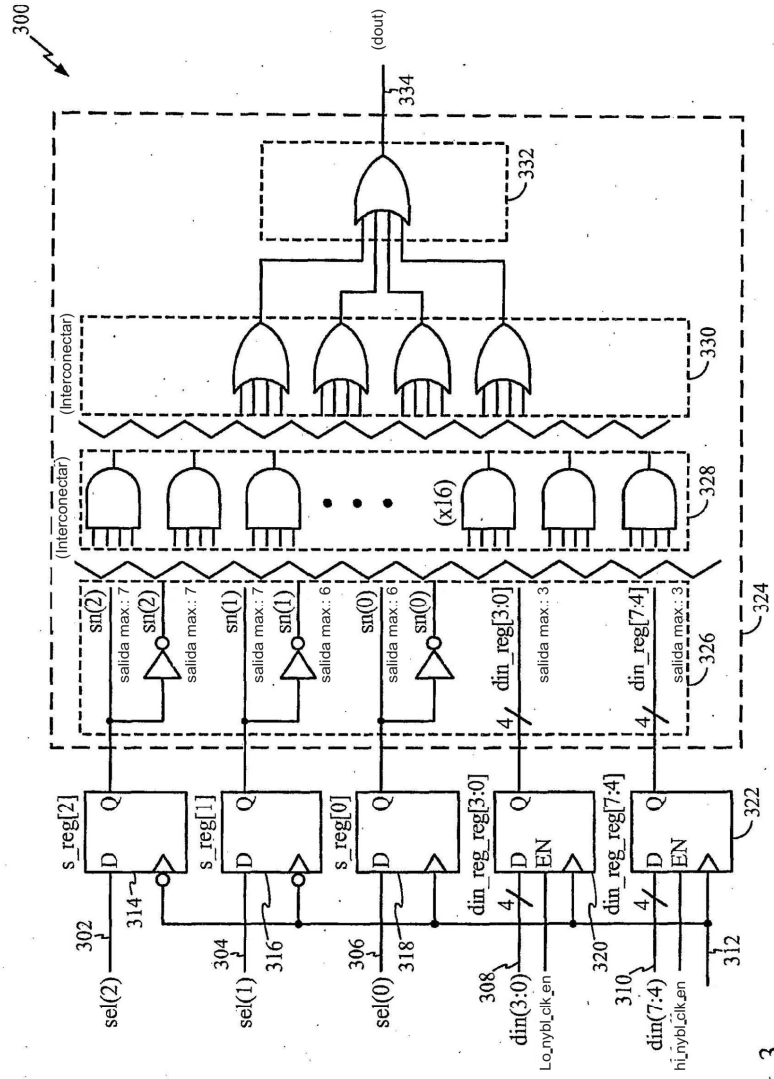 300
(Interconectar)
(Interconectar)
s_reg[2]
302
sel(2)
D
Q
314
sn(2)
salida max.: 7
sn(2)
salida max.: 7
s_reg[1]
304
sel(1)
D
Q
316
sn(1)
salida max.: 7
sn(1)
salida max.: 6
s_reg[0]
306
sel(0)
D
Q
318
sn(0)
salida max.: 6
sn(0)
din_reg_reg[3:0]
308
din(3:0)
4
D
Q
EN
Lo_nybl_clk_en
320
4
din_reg[3:0]
salida max.: 3
din_reg_reg[7:4]
310
din(7:4)
4
D
Q
EN
hi_nybl_clk_en
312
322
4
din_reg[7:4]
salida max.: 3
326
(x16)
328
330
332
334
(dout)
324
3